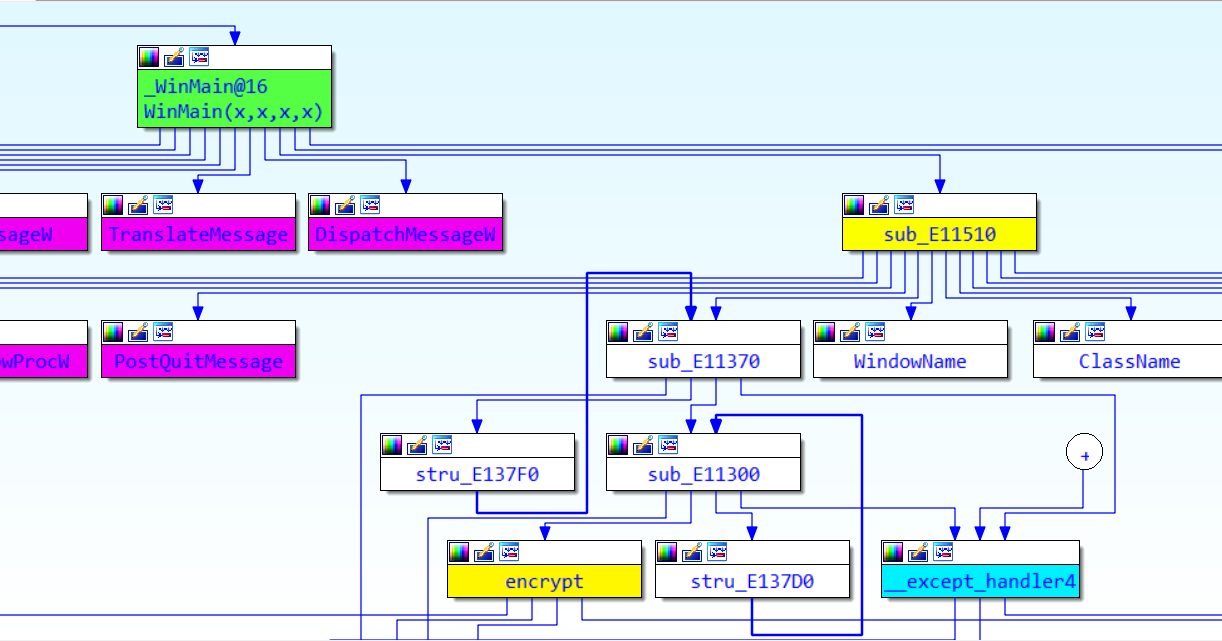 _WinMain@16
WinMain(x,x,x,x)
sageW
TranslateMessage
DispatchMessageW
sub_E11510
wProcW
PostQuitMessage
sub_E11370
WindowName
ClassName
stru_E137F0
sub_E11300
+
encrypt
stru_E137D0
__except_handler4